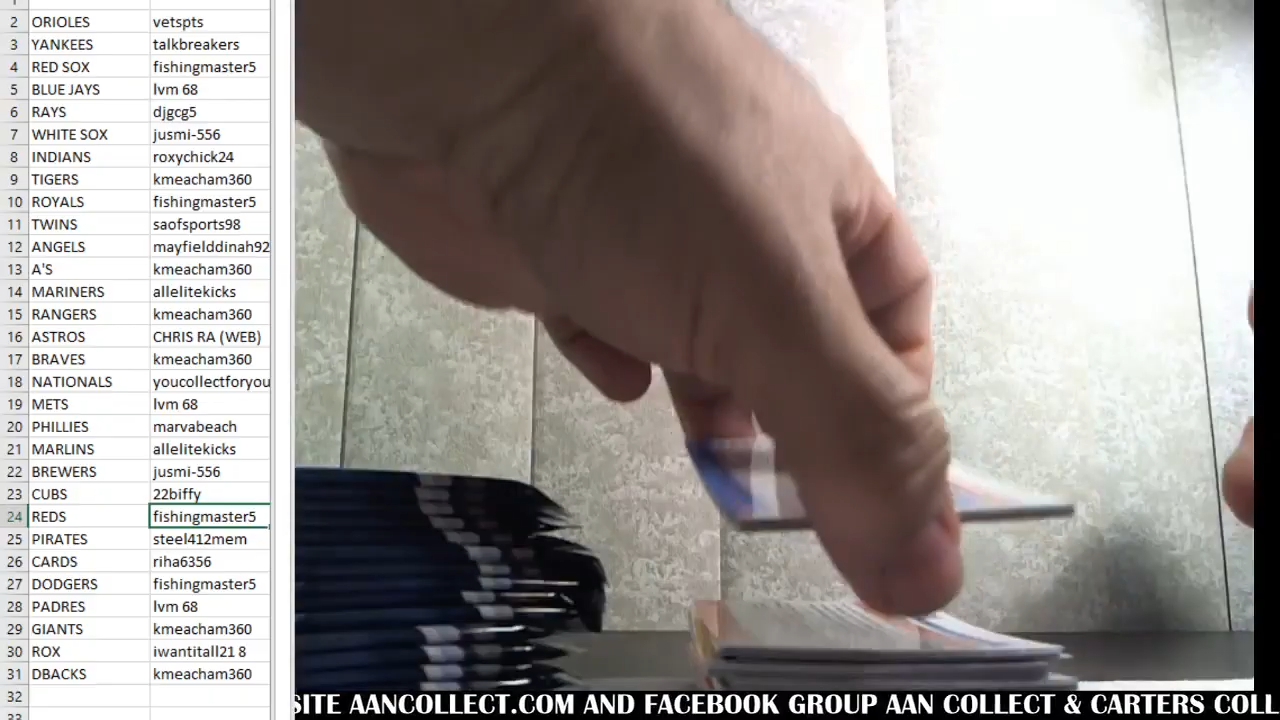 2 ORIOLES vetspts
3 YANKEES talkbreakers
4 RED SOX fishingmaster5
5 BLUE JAYS lvm 68
6 RAYS djgcg5
7 WHITE SOX jusmi-556
8 INDIANS roxychick24
9 TIGERS kmeacham360
10 ROYALS fishingmaster5
11 TWINS saofsports98
12 ANGELS mayfielddinah92
13 A'S kmeacham360
14 MARINERS allelitekicks
15 RANGERS kmeacham360
16 ASTROS CHRIS RA (WEB)
17 BRAVES kmeacham360
18 NATIONALS youcollectforyou
19 METS lvm 68
20 PHILLIES marvabeach
21 MARLINS allelitekicks
22 BREWERS jusmi-556
23 CUBS 22biffy
24 REDS fishingmaster5
25 PIRATES steel412mem
26 CARDS riha6356
27 DODGERS fishingmaster5
28 PADRES lvm 68
29 GIANTS kmeacham360
30 ROX iwantitall21 8
31 DBACKS kmeacham360
32
SITE AANCOLLECT.COM AND FACEBOOK GROUP AAN COLLECT & CARTERS COLL